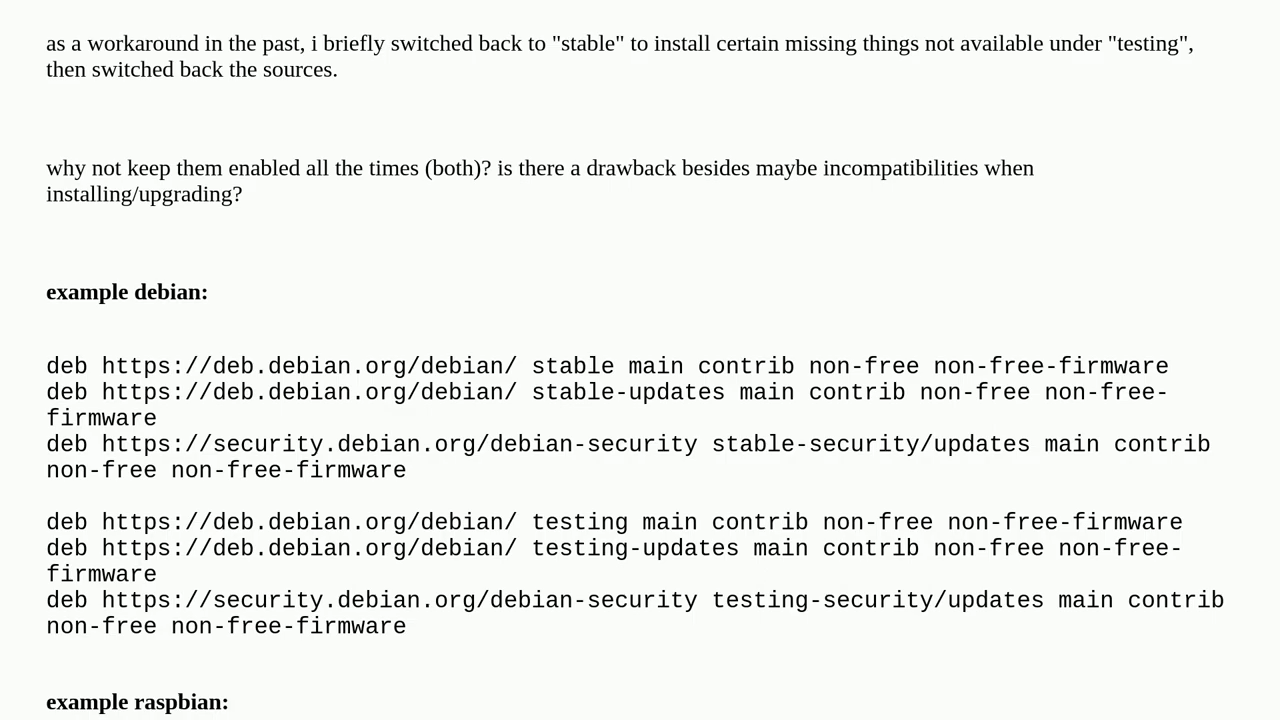 as a workaround in the past, i briefly switched back to "stable" to install certain missing things not available under "testing",
then switched back the sources.
why not keep them enabled all the times (both)? is there a drawback besides maybe incompatibilities when
installing/upgrading?
example debian:
deb https://deb.debian.org/debian/ stable main contrib non-free non-free-firmware
deb https://deb.debian.org/debian/ stable-updates main contrib non-free non-free-
firmware
deb https://security.debian.org/debian-security stable-security/updates main contrib
non-free non-free-firmware
deb https://deb.debian.org/debian/ testing main contrib non-free non-free-firmware
deb https://deb.debian.org/debian/ testing-updates main contrib non-free non-free-
firmware
deb https://security.debian.org/debian-security testing-security/updates main contrib
non-free non-free-firmware
example raspbian: